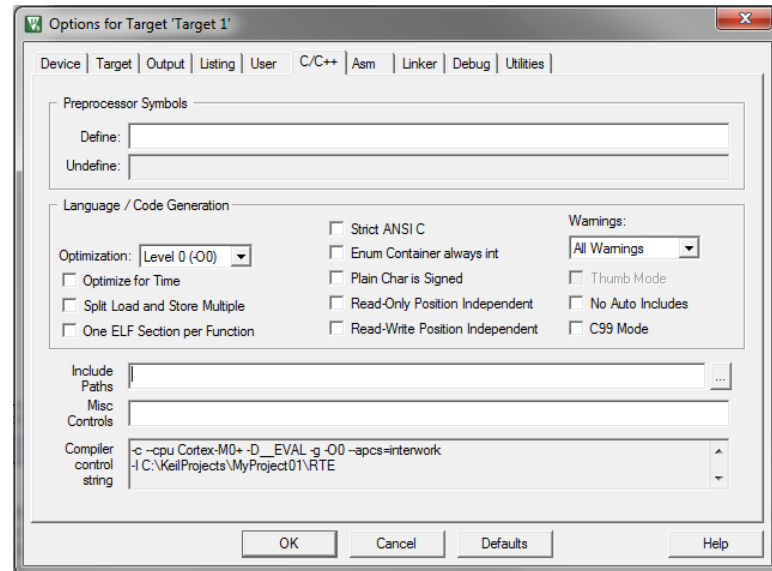 Options for Target 'Target 1'
Device Target Output Listing User C/C++ Asm Linker Debug Utilities
Preprocessor Symbols
Define:
Undefine:
Language / Code Generation
Optimization: Level 0 (-O0)
Optimize for Time
Split Load and Store Multiple
One ELF Section per Function
Strict ANSI C
Enum Container always int
Plain Char is Signed
Read-Only Position Independent
Read-Write Position Independent
Warnings:
All Warnings
Thumb Mode
No Auto Includes
C99 Mode
Include
Paths
...
Misc
Controls
Compiler
control
string
-c --cpu Cortex-M0+ -D__EVAL -g -O0 --apcs=interwork
-I C:\KeilProjects\MyProject01\RTE
OK Cancel Defaults Help